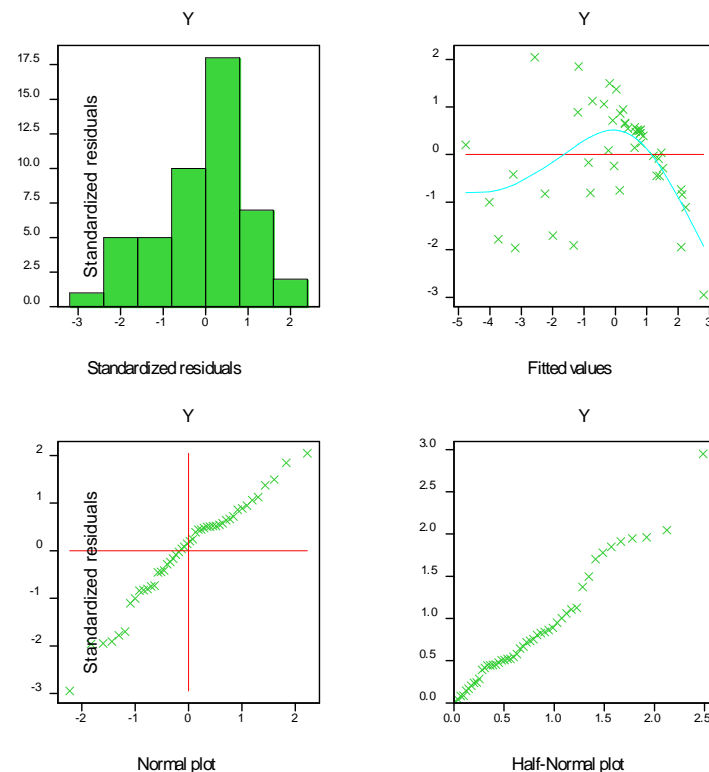 Y
17.5
15.0
12.5
10.0
7.5
5.0
2.5
0.0
Standardized residuals
-3 -2 -1 0 1 2
Standardized residuals
Y
2
1
0
-1
-2
-3
-5 -4 -3 -2 -1 0 1 2 3
Fitted values
Y
2
1
0
-1
-2
-3
Standardized residuals
-2 -1 0 1 2
Normal plot
Y
3.0
2.5
2.0
1.5
1.0
0.5
0.0
0.0 0.5 1.0 1.5 2.0 2.5
Half-Normal plot